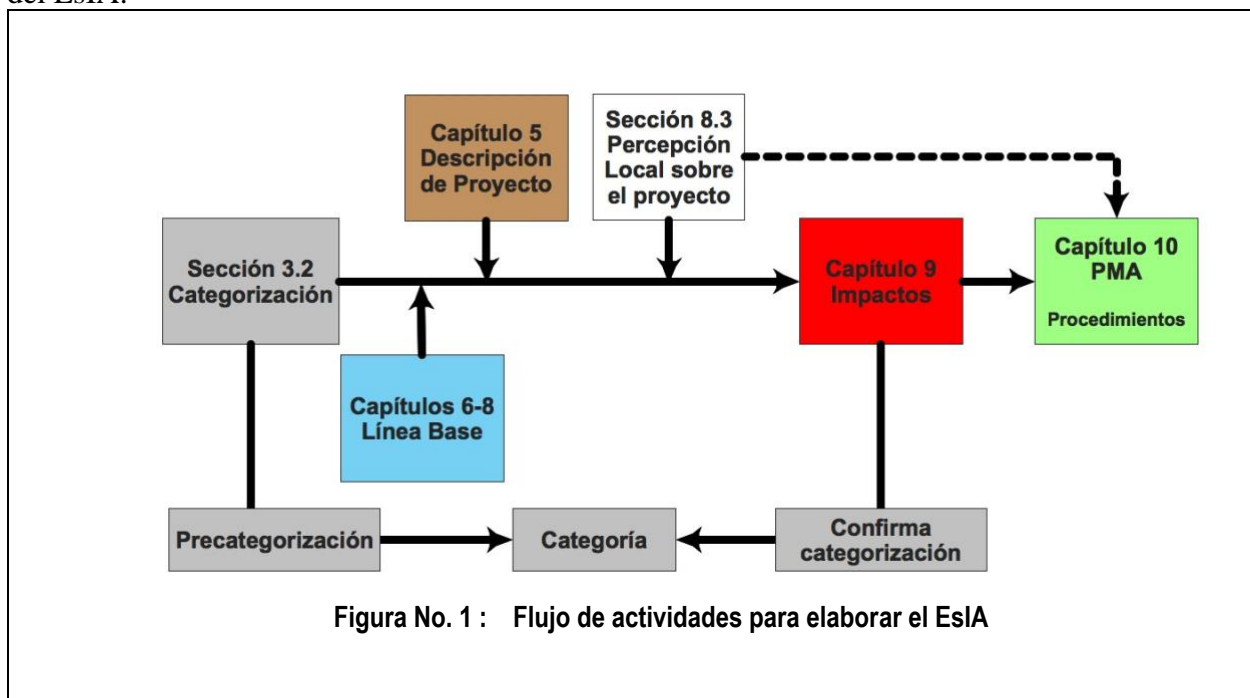 del EsIA.
Capítulo 5
Descripción
de Proyecto
Sección 8.3
Percepción
Local sobre
el proyecto
Sección 3.2
Categorización
Capítulo 9
Impactos
Capítulo 10
PMA
Procedimientos
Capítulos 6-8
Línea Base
Precategorización
Categoría
Confirma
categorización
Figura No. 1 : Flujo de actividades para elaborar el EsIA